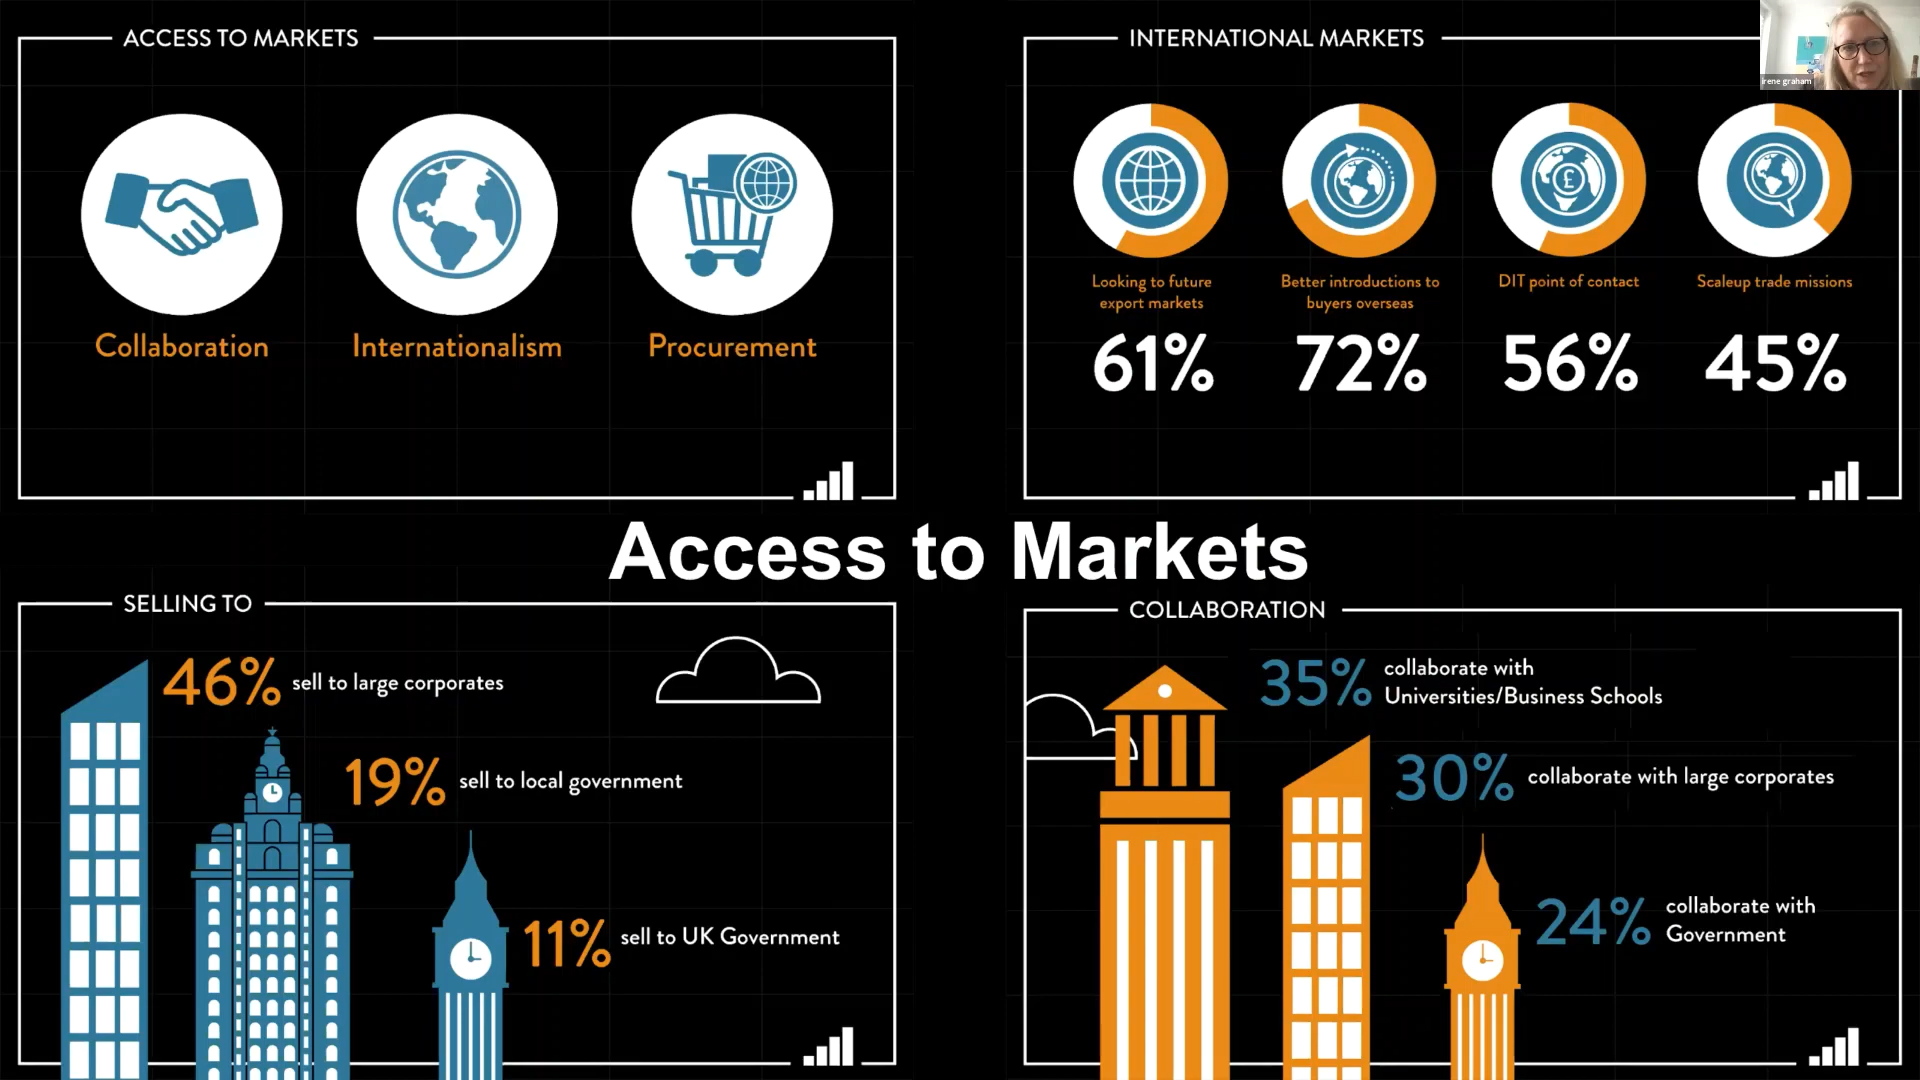 ACCESS TO MARKETS
Collaboration
Internationalism
Procurement
INTERNATIONAL MARKETS
irene graham
Looking to future
export markets
61%
Better introductions to
buyers overseas
72%
£
DIT point of contact
56%
Scaleup trade missions
45%
Access to Markets
SELLING TO
46% sell to large corporates
19% sell to local government
11% sell to UK Government
COLLABORATION
35% collaborate with
Universities/Business Schools
30% collaborate with large corporates
24% collaborate with
Government